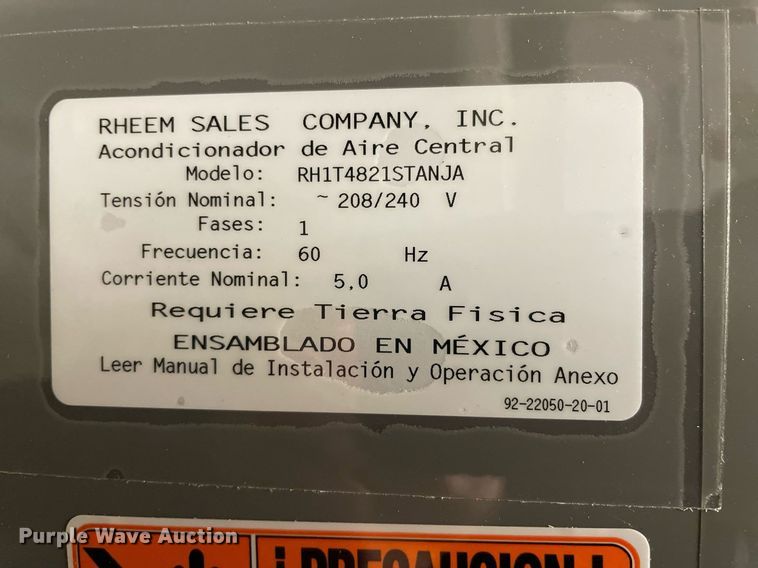 RHEEM SALES COMPANY, INC.
Acondicionador de Aire Central
Modelo: RH1T4821STANJA
Tensión Nominal: ~ 208/240 V
Fases: 1
Frecuencia: 60 Hz
Corriente Nominal: 5.0 A
Requiere Tierra Fisica
ENSAMBLADO EN MÉXICO
Leer Manual de Instalación y Operación Anexo
92-22050-20-01
Purple Wave Auction
¡ PRECAUCION !